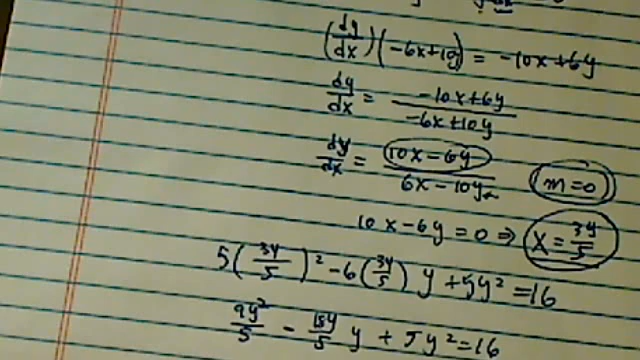 (dy/dx)(-6x+10y) = -10x+6y
dy/dx = (-10x+6y)/(-6x+10y)
dy/dx = (10x-6y)/(6x-10y) m=0
10x-6y=0 ⇒ x = 3y/5
5(3y/5)² - 6(3y/5) y + 5y² = 16
9y²/5 - 18y/5 y + 5y² = 16